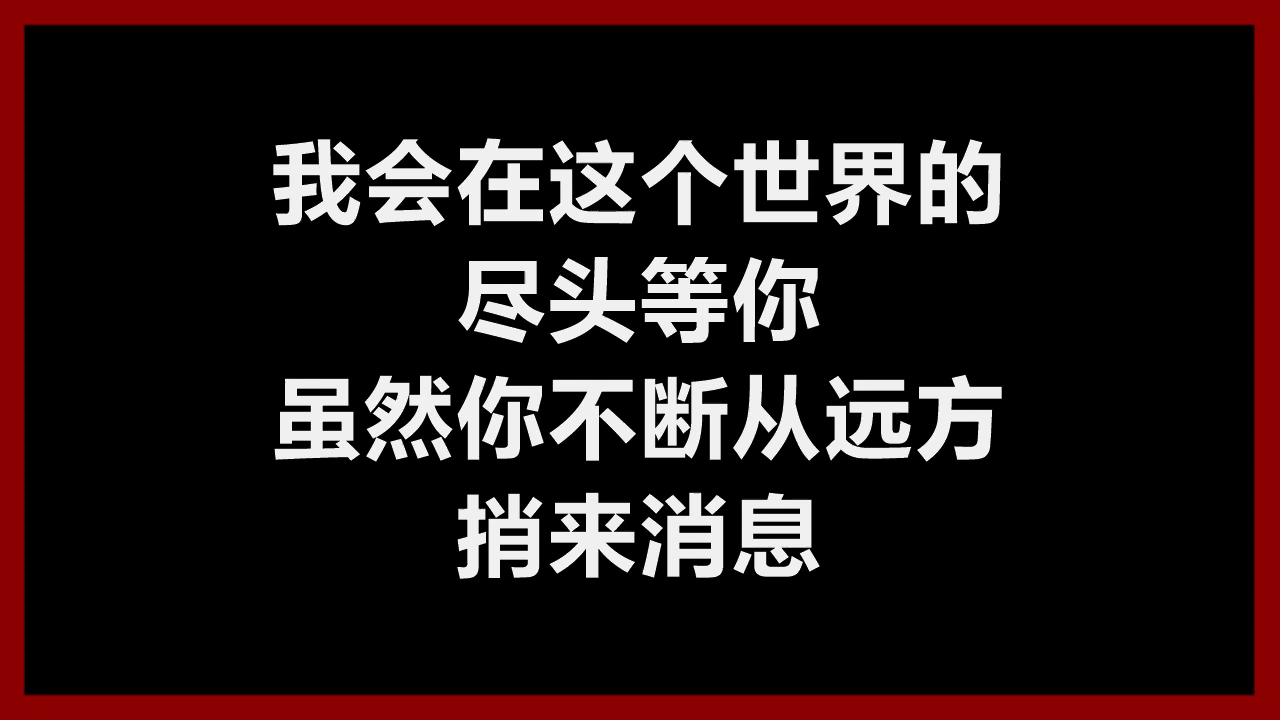 我会在这个世界的
尽头等你
虽然你不断从远方
捎来消息